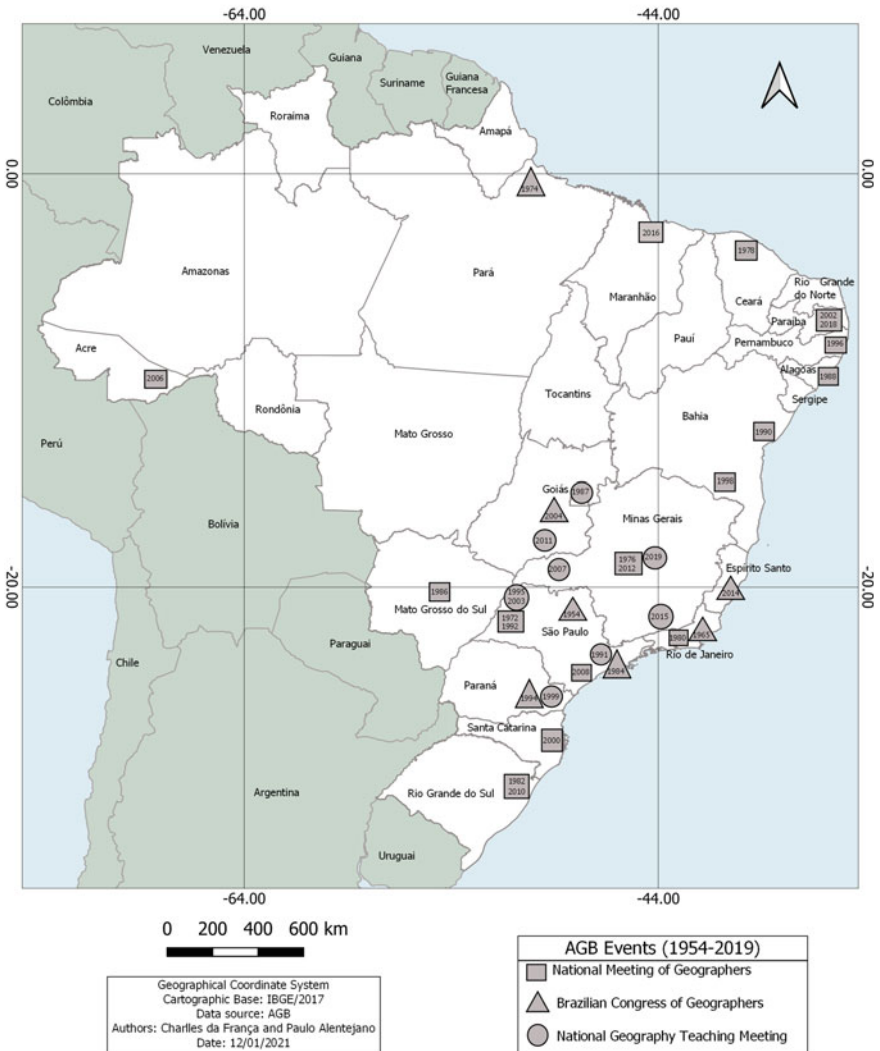 -64.00
-44.00
Venezuela
Guiana
Suriname
Guiana
Francesa
Colômbia
Roraíma
Amapá
0.00
0.00
1974
2016
1978
Amazonas
Pará
Maranhão
Ceará
Rio Grande
do Norte
2002
2018
Paraíba
Pauí
Pernambuco
1996
Acre
2006
Alagoas
1988
Rondônia
Tocantins
Sergipe
Mato Grosso
Bahia
1990
Perú
Goiás
1987
1998
2004
Bolívia
Minas Gerais
2011
1976
2012
2019
2007
Espírito Santo
-20.00
-20.00
1986
1995
2003
1954
2014
Mato Grosso do Sul
1972
1992
2015
São Paulo
1980
1965
Rio de Janeiro
Paraguai
1991
1984
Chile
2008
Paraná
1994
1999
Santa Catarina
2000
Argentina
Rio Grande do Sul
1982
2010
Uruguai
-64.00
-44.00
0 200 400 600 km
Geographical Coordinate System
Cartographic Base: IBGE/2017
Data source: AGB
Authors: Charlles da França and Paulo Alentejano
Date: 12/01/2021
AGB Events (1954-2019)
National Meeting of Geographers
Brazilian Congress of Geographers
National Geography Teaching Meeting